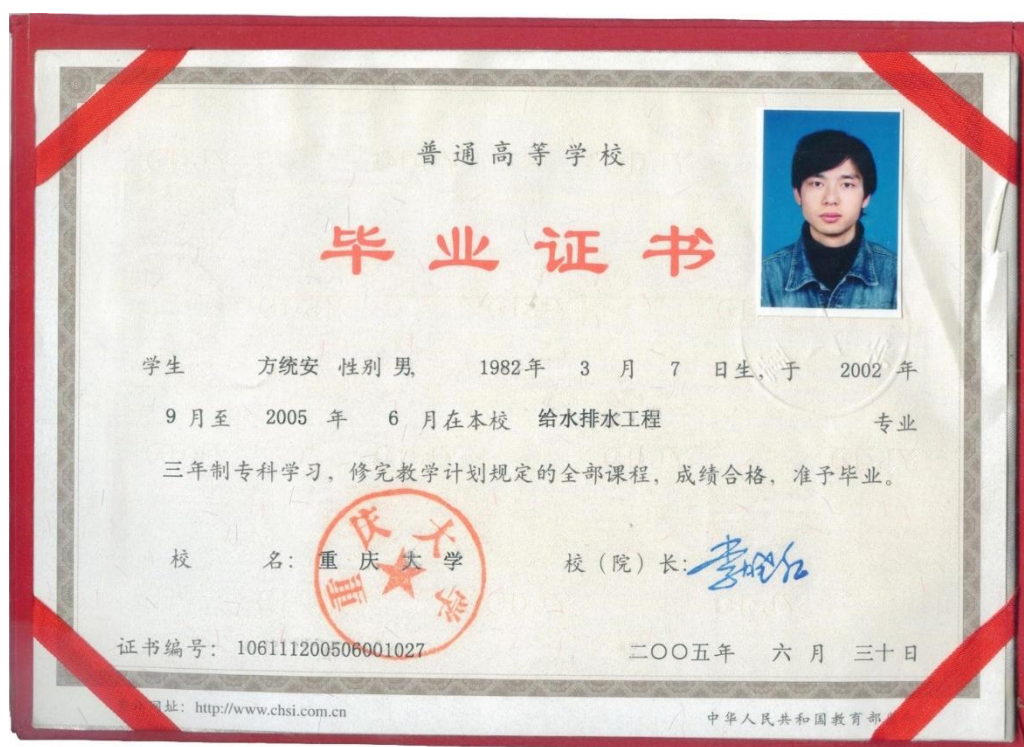 普通高等学校
毕业证书
学生 方统安 性别 男, 1982年 3 月 7 日生,于 2002 年
9 月至 2005 年 6 月在本校 给水排水工程 专业
三年制专科学习,修完教学计划规定的全部课程,成绩合格,准予毕业。
校 名: 重庆大学 校(院)长:
重庆大学
证书编号: 106111200506001027 二〇〇五年 六 月 三十日
网址: http://www.chsi.com.cn 中华人民共和国教育部